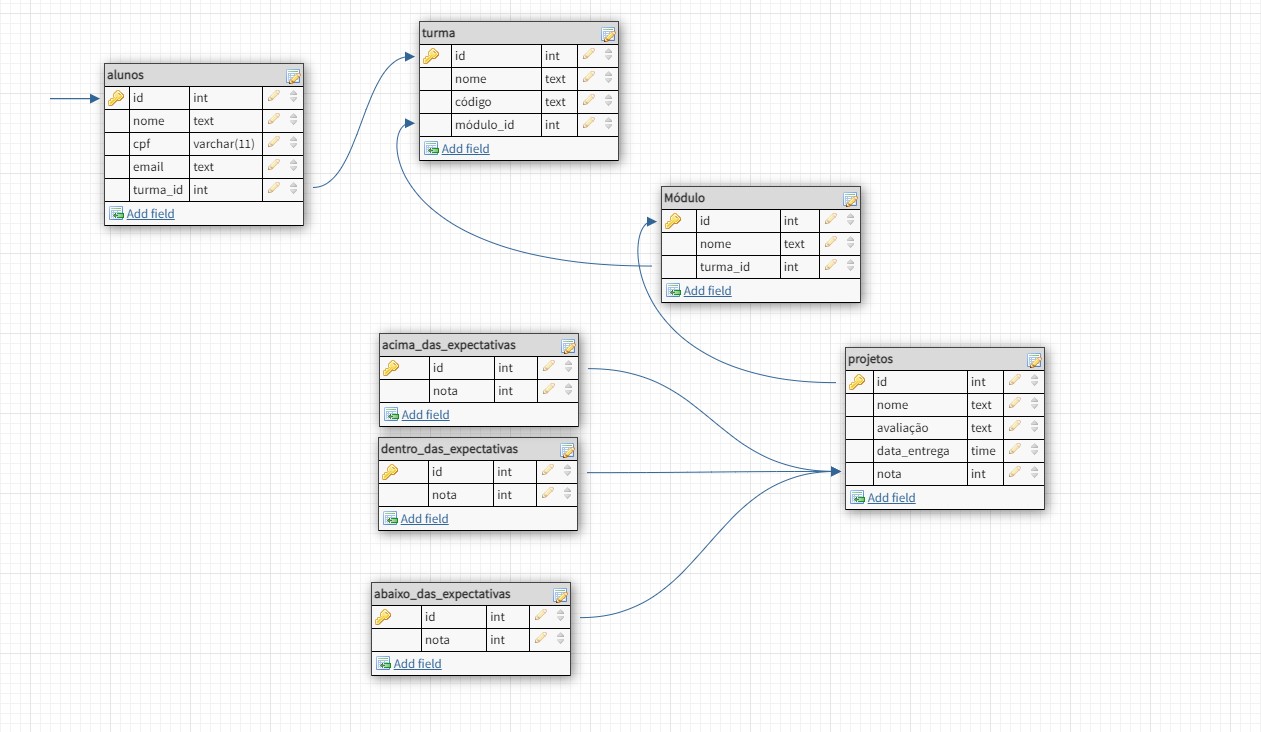 turma
id int
nome text
código text
módulo_id int
Add field
alunos
id int
nome text
cpf varchar(11)
email text
turma_id int
Add field
Módulo
id int
nome text
turma_id int
Add field
acima_das_expectativas
id int
nota int
Add field
projetos
id int
nome text
avaliação text
data_entrega time
nota int
Add field
dentro_das_expectativas
id int
nota int
Add field
abaixo_das_expectativas
id int
nota int
Add field